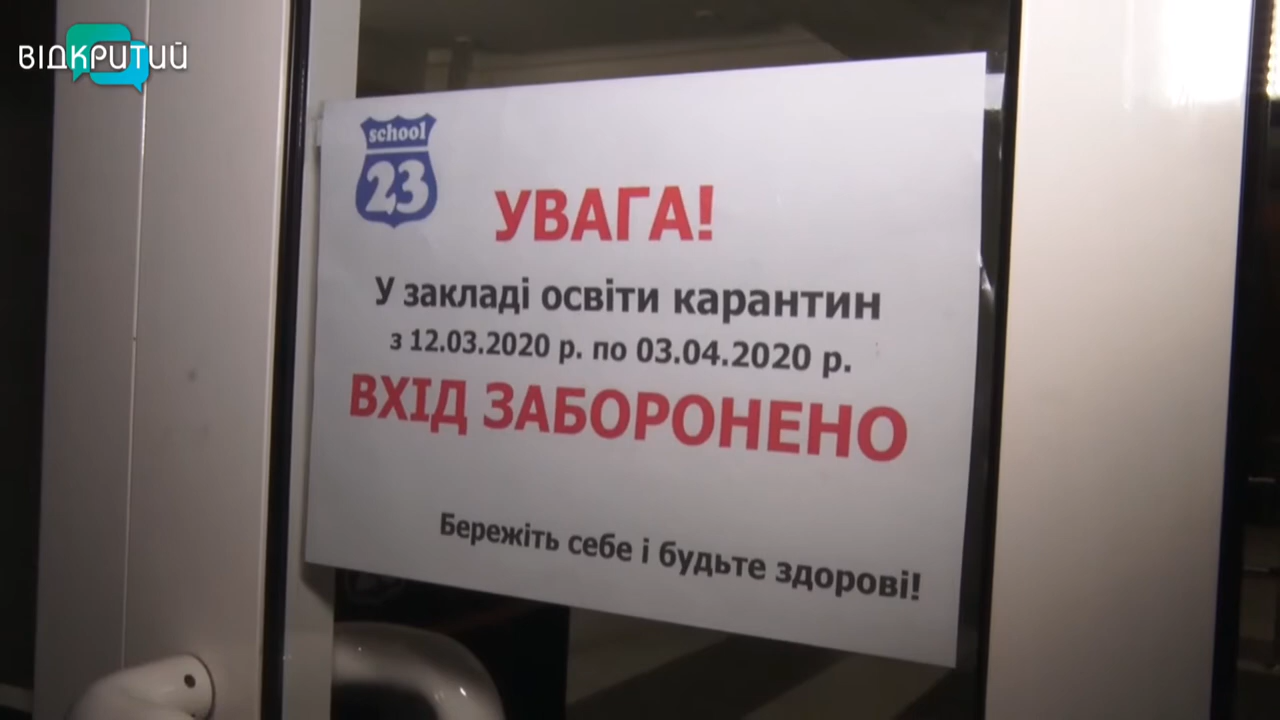 ВІДКРИТИЙ
school
23
УВАГА!
У закладі освіти карантин
з 12.03.2020 р. по 03.04.2020 р.
ВХІД ЗАБОРОНЕНО
Бережіть себе і будьте здорові!